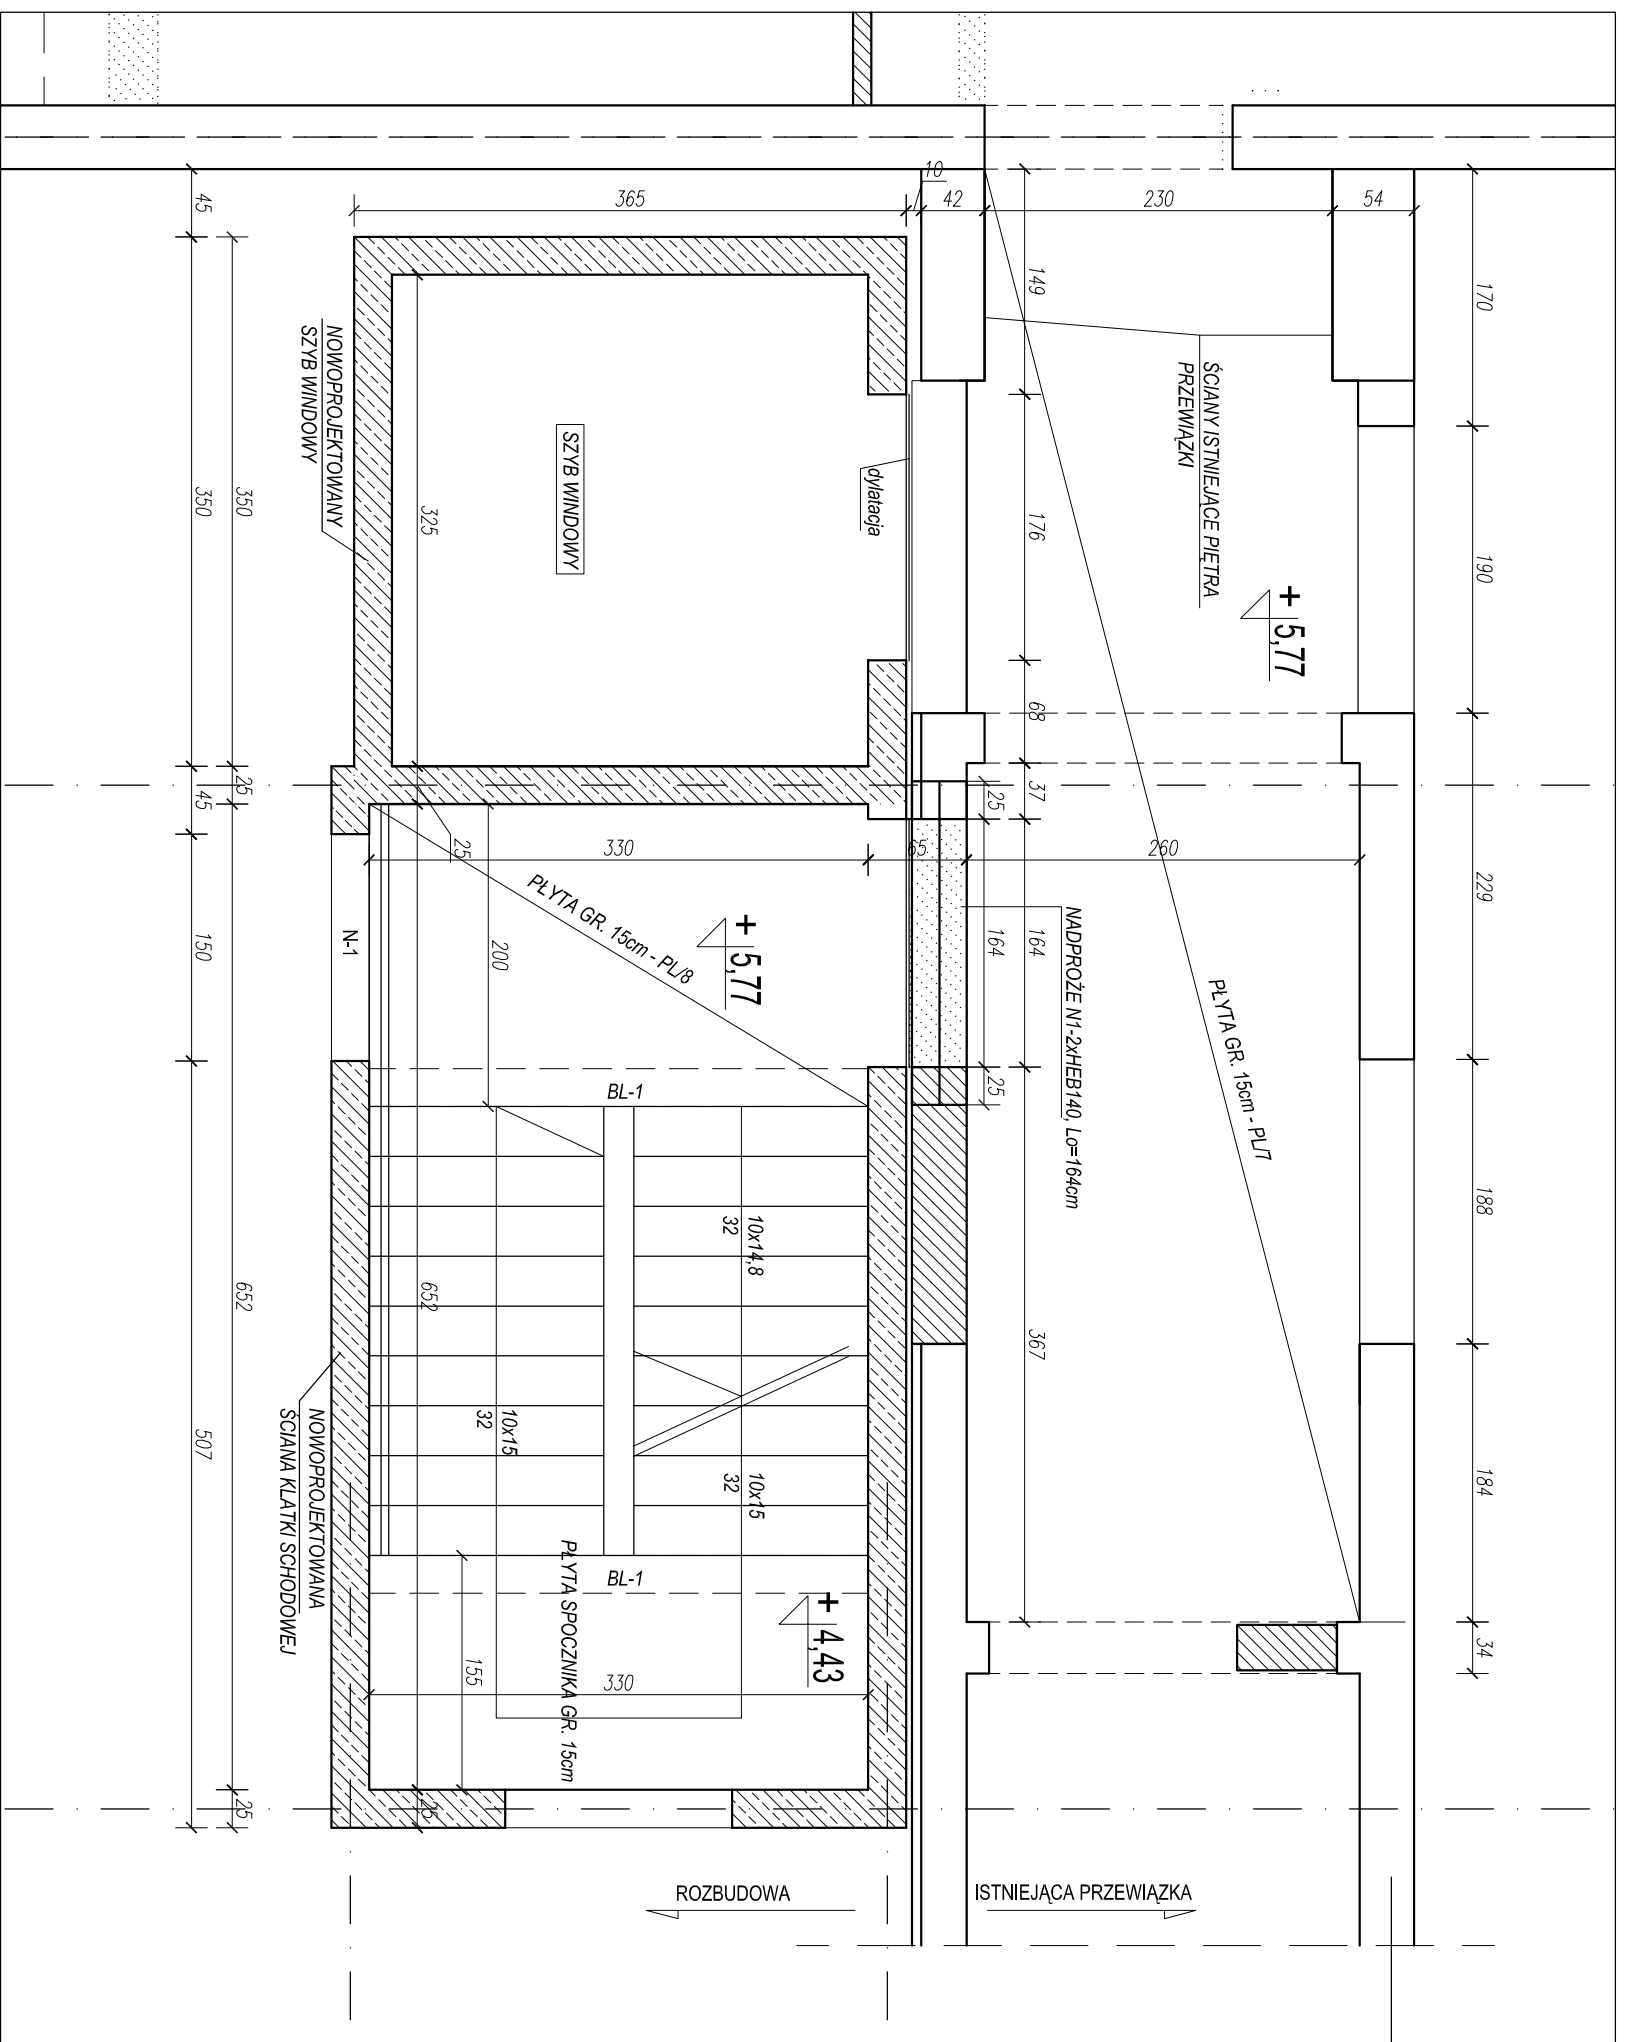 170
190
229
188
184
34
54
230
42
10
365
149
176
68
37
164
367
25
164
25
ŚCIANY ISTNIEJĄCE PIĘTRA
PRZEWIĄZKI
+ 5,77
PŁYTA GR. 15cm - PL/7
NADPROŻE N1-2xHEB140, Lo=164cm
260
65
330
dylatacja
SZYB WINDOWY
325
NOWOPROJEKTOWANY
SZYB WINDOWY
+ 5,77
PŁYTA GR. 15cm - PL/8
200
25
N-1
BL-1
10x14,8
32
10x15
32
10x15
32
652
BL-1
+ 4,43
PŁYTA SPOCZNIKA GR. 15cm
155
330
25
NOWOPROJEKTOWANA
ŚCIANA KLATKI SCHODOWEJ
350
25
652
25
45
350
45
150
507
ROZBUDOWA
ISTNIEJĄCA PRZEWIĄZKA